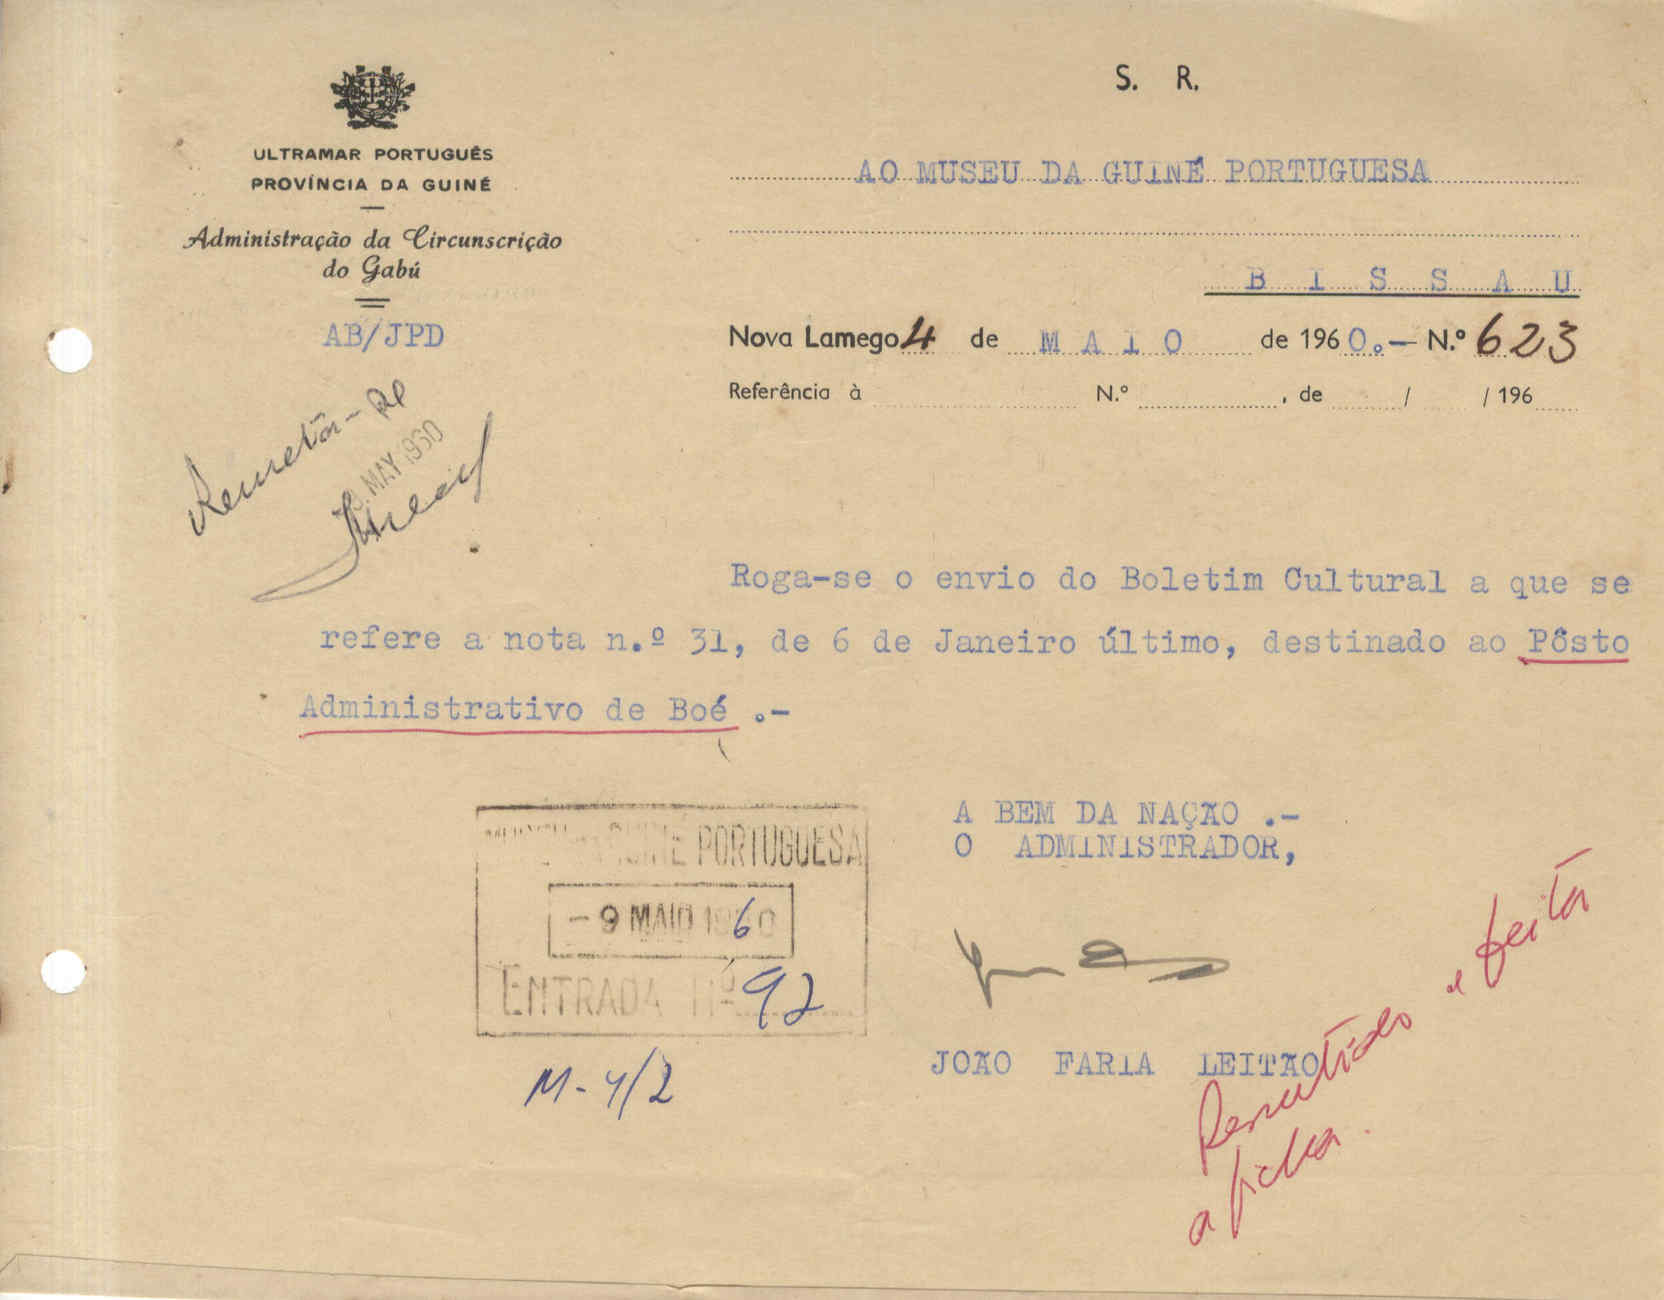 ULTRAMAR PORTUGUÊS
PROVÍNCIA DA GUINÉ
Administração da Circunscrição
do Gabú
AB/JPD
S. R.
AO MUSEU DA GUINÉ PORTUGUESA
B I S S A U
Nova Lamego 4 de MAIO de 1960.— N.º 623
Referência à N.º , de / / 196
MAY 1960
Roga-se o envio do Boletim Cultural a que se
refere a nota n.º 31, de 6 de Janeiro último, destinado ao Pôsto
Administrativo de Boé .-
A BEM DA NAÇÃO .-
O ADMINISTRADOR,
GUINÉ PORTUGUESA
-9 MAIO 1960
ENTRADA Nº 92
M-4/2
JOÃO FARIA LEITÃO
Remetido e feita
a ficha.